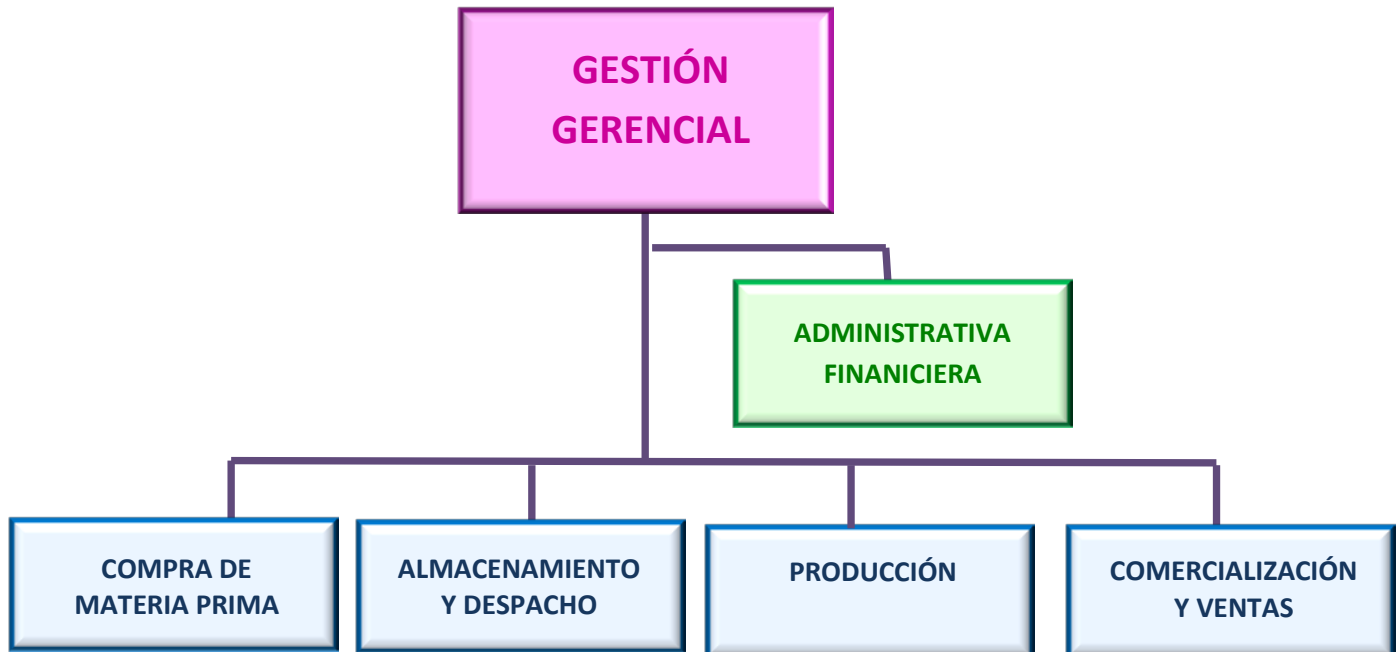 GESTIÓN
GERENCIAL
ADMINISTRATIVA
FINANICIERA
COMPRA DE
MATERIA PRIMA
ALMACENAMIENTO
Y DESPACHO
PRODUCCIÓN
COMERCIALIZACIÓN
Y VENTAS